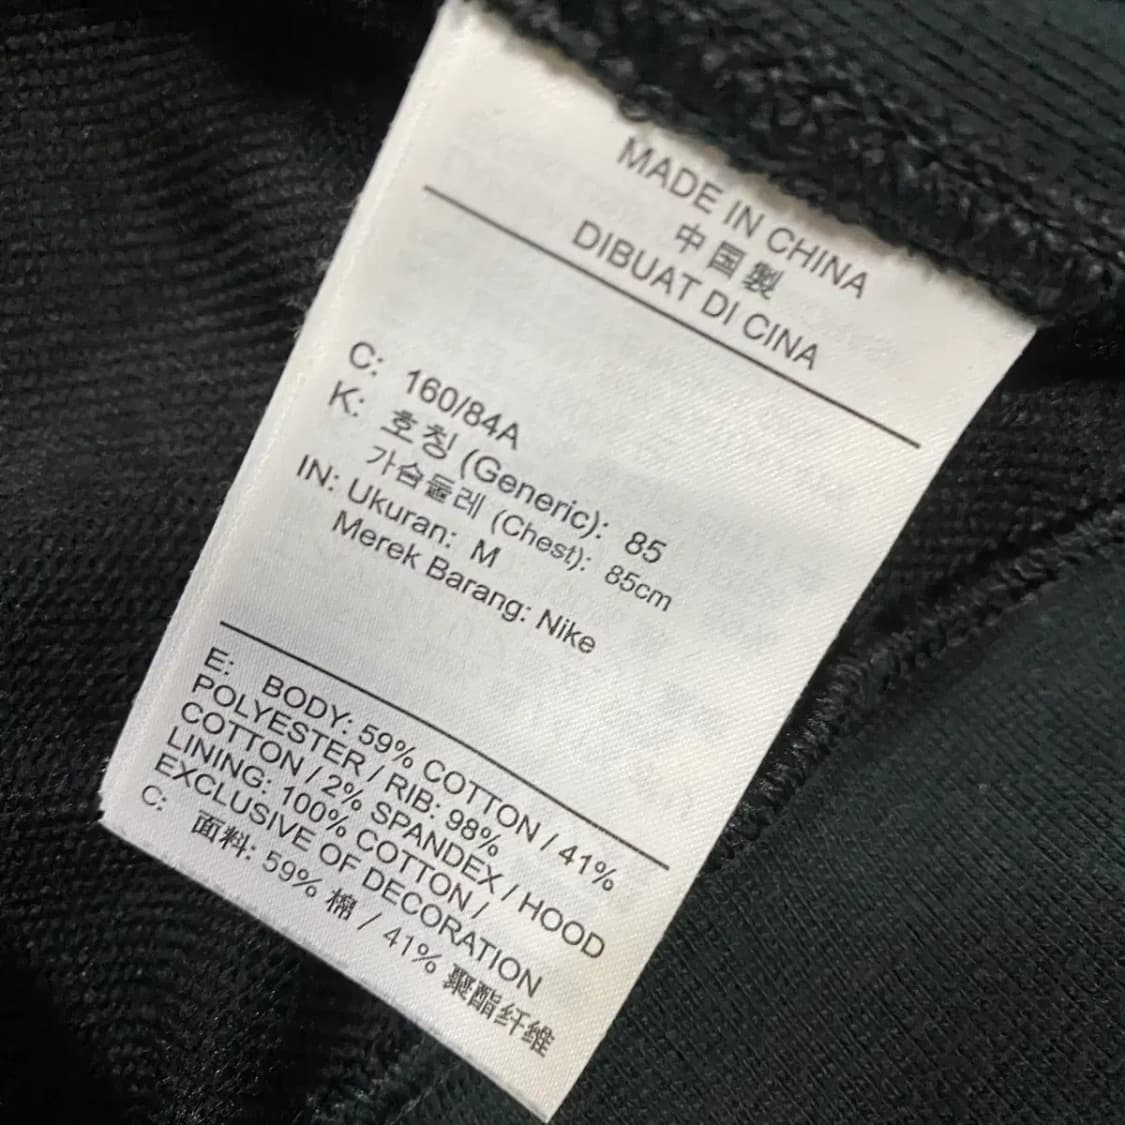 MADE IN CHINA
中国製
DIBUAT DI CINA
C: 160/84A
K: 호칭 (Generic): 85
가슴둘레 (Chest): 85cm
IN: Ukuran: M
Merek Barang: Nike
E: BODY: 59% COTTON / 41%
POLYESTER / RIB: 98%
COTTON / 2% SPANDEX / HOOD
LINING: 100% COTTON /
EXCLUSIVE OF DECORATION
C: 面料: 59% 棉 / 41% 聚酯纤维